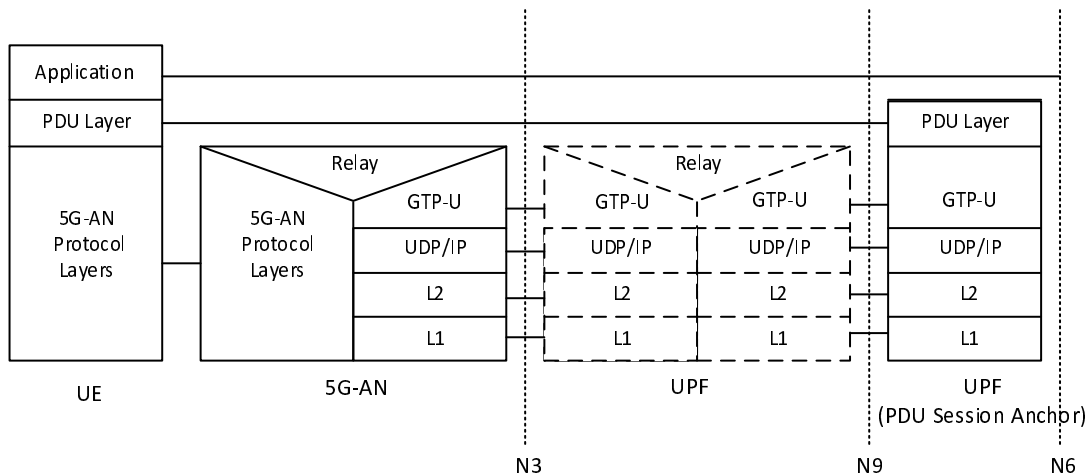 Application
PDU Layer
PDU Layer
Relay
Relay
GTP-U
GTP-U
GTP-U
GTP-U
5G-AN
Protocol
Layers
5G-AN
Protocol
Layers
UDP/IP
UDP/IP
UDP/IP
UDP/IP
L2
L2
L2
L2
L1
L1
L1
L1
UE
5G-AN
UPF
UPF
(PDU Session Anchor)
N3
N9
N6